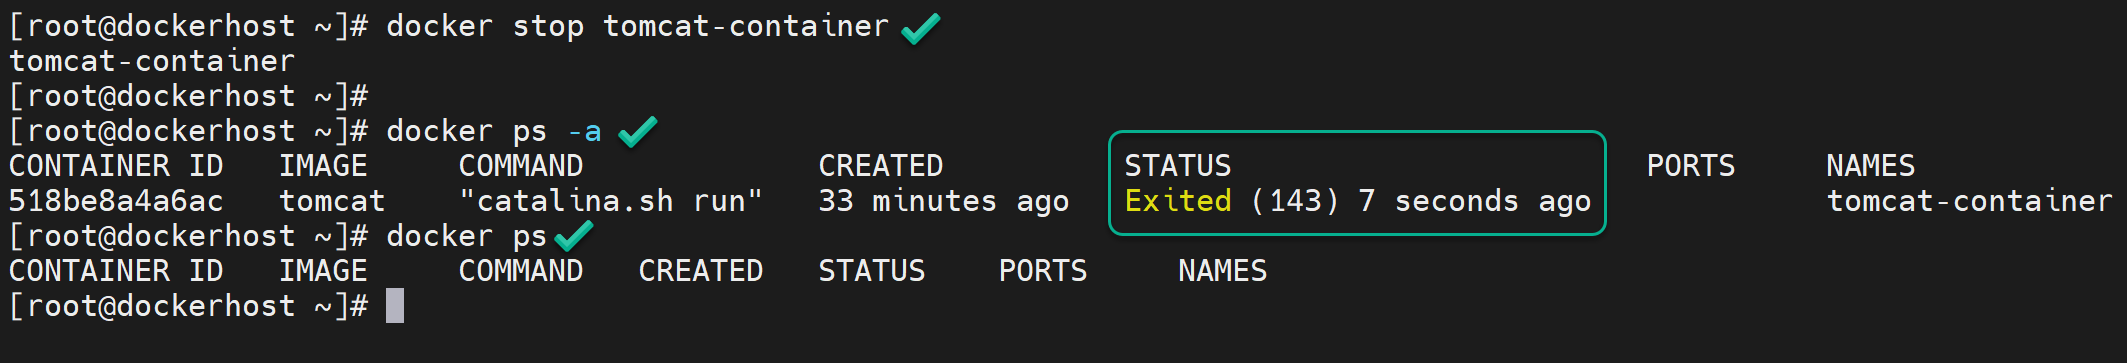 [root@dockerhost ~]# docker stop tomcat-container
tomcat-container
[root@dockerhost ~]#
[root@dockerhost ~]# docker ps -a
CONTAINER ID   IMAGE     COMMAND             CREATED          STATUS                       PORTS     NAMES
518be8a4a6ac   tomcat    "catalina.sh run"   33 minutes ago   Exited (143) 7 seconds ago             tomcat-container
[root@dockerhost ~]# docker ps
CONTAINER ID   IMAGE     COMMAND   CREATED   STATUS    PORTS     NAMES
[root@dockerhost ~]#